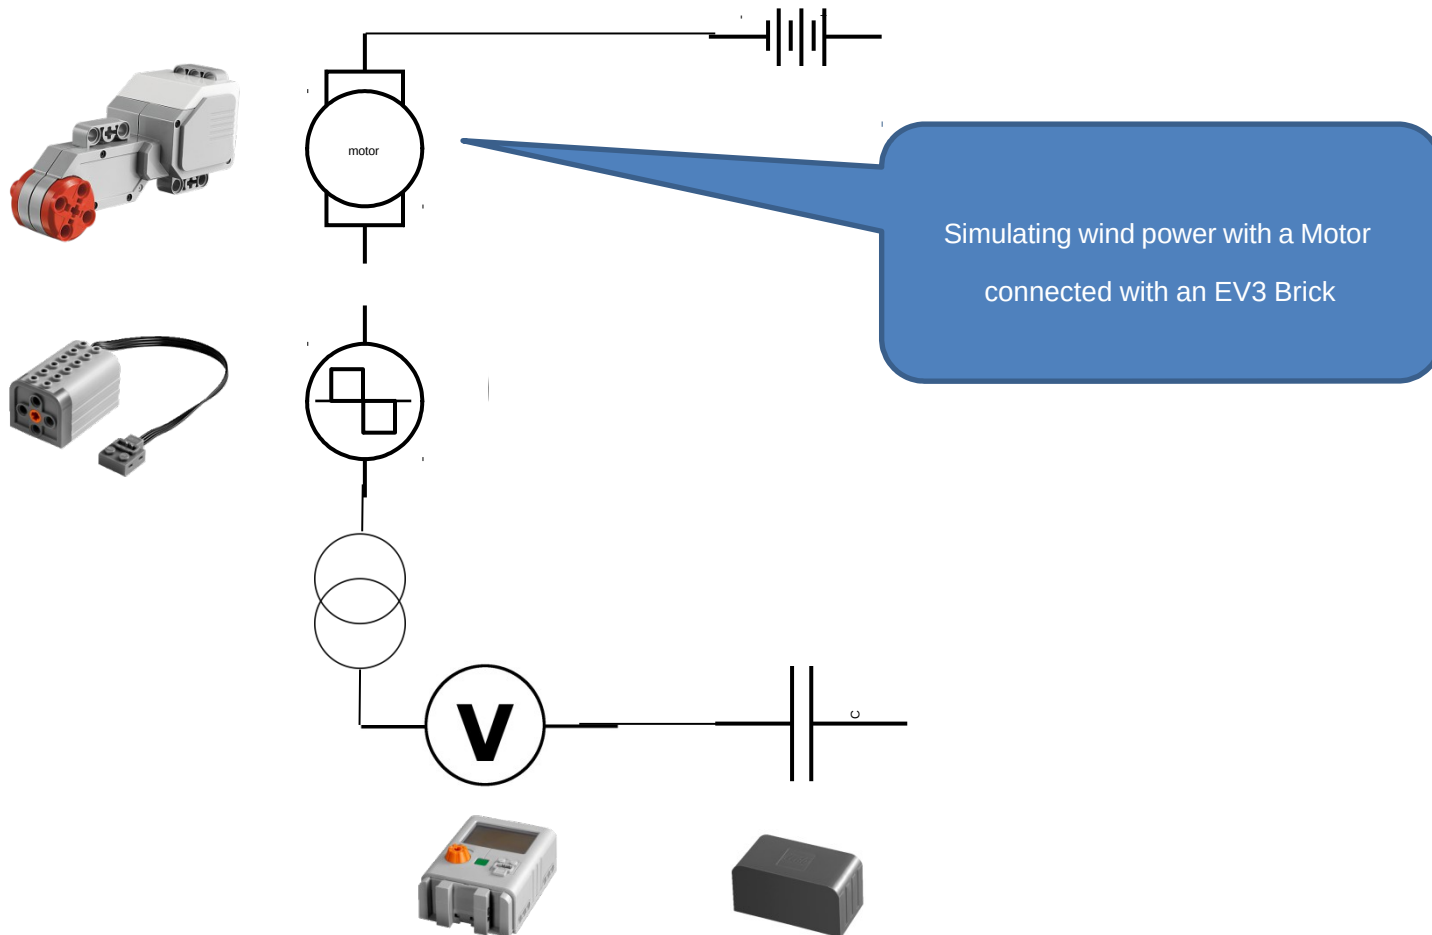 motor
Simulating wind power with a Motor
connected with an EV3 Brick
V
C